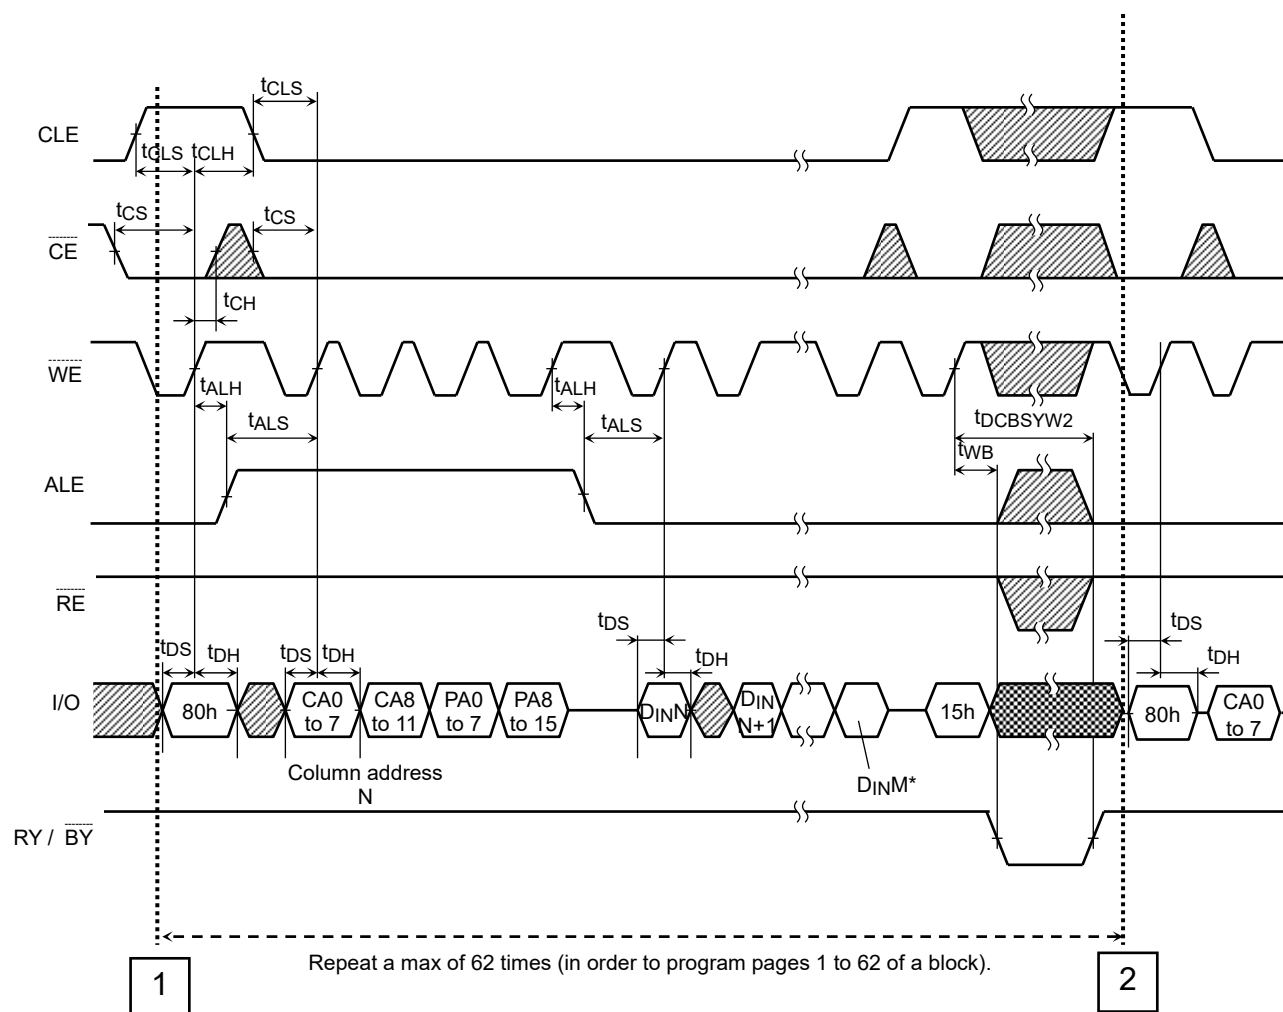 tCLS
CLE
tCLS tCLH
tCS tCS
CE
tCH
WE
tALH tALH
tALS tALS
tDCBSYW2
tWB
ALE
RE
tDS tDS
tDS tDH tDS tDH tDH tDH
I/O
80h
CA0 to 7
CA8 to 11
PA0 to 7
PA8 to 15
DINN
DIN N+1
15h
80h
CA0 to 7
Column address
N
DINM*
RY / BY
Repeat a max of 62 times (in order to program pages 1 to 62 of a block).
1
2